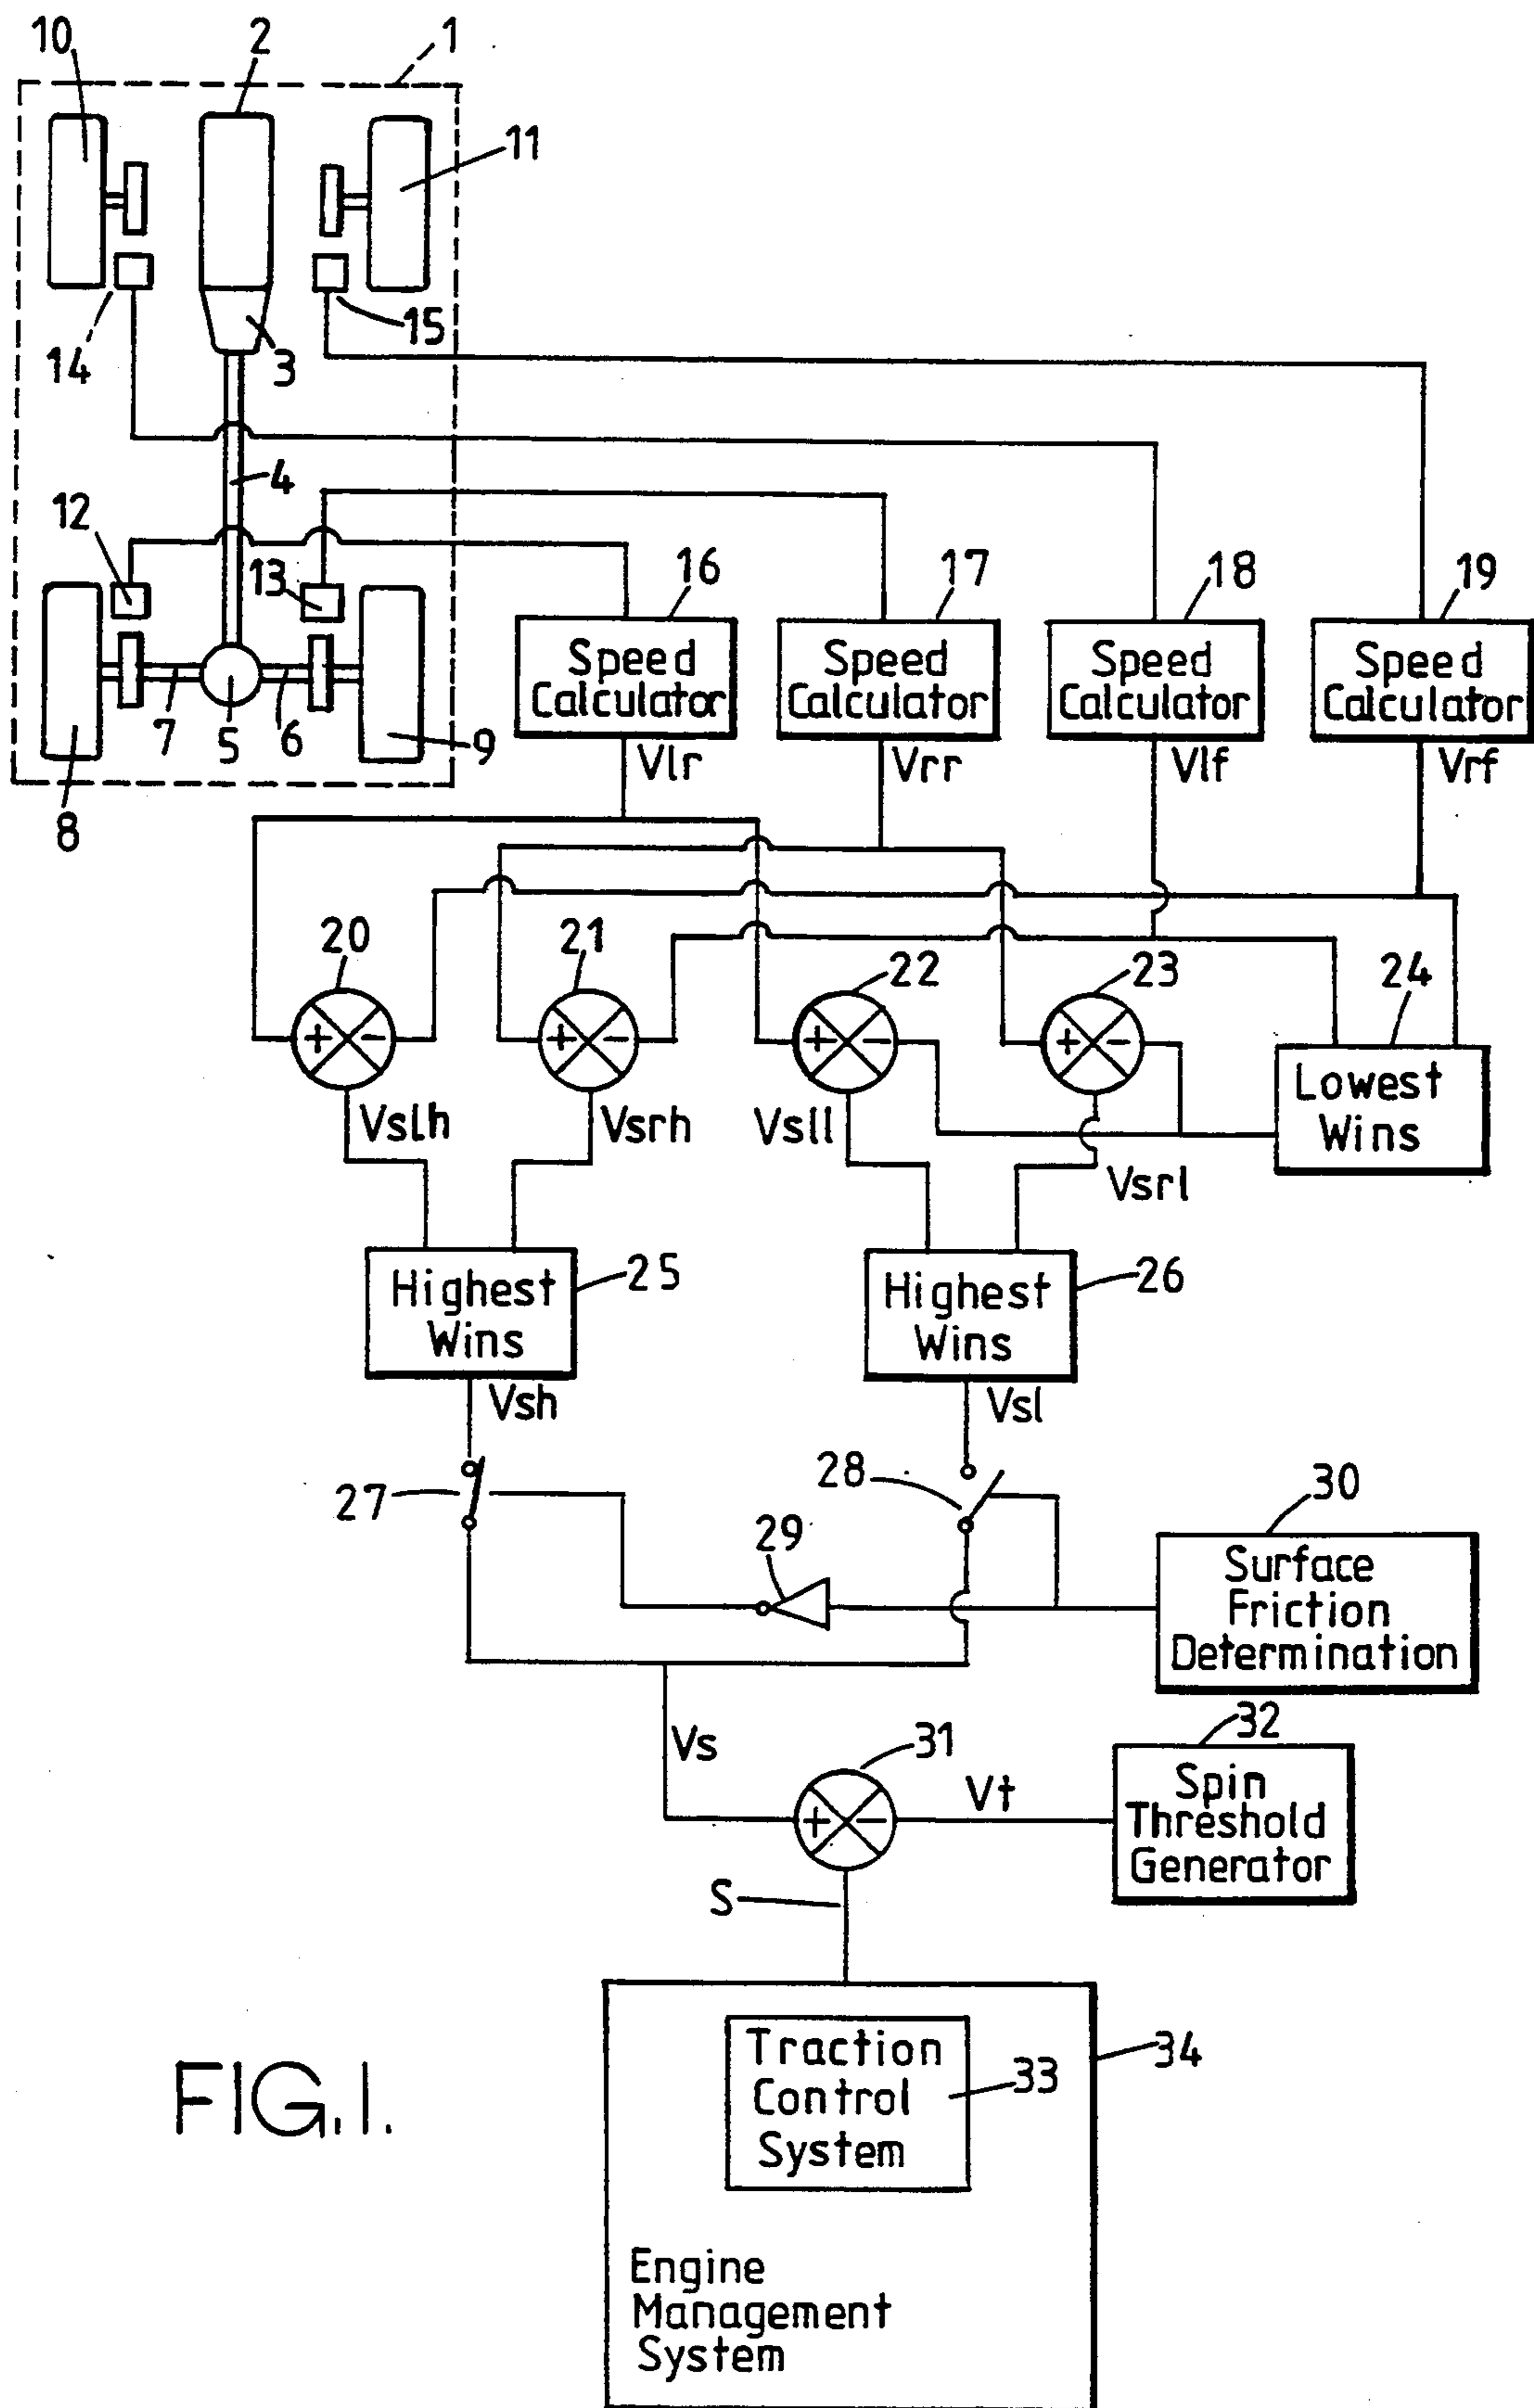 10 2 1
11
14 3 15
4
12 13 16 17 18 19
Speed
Calculator
Speed
Calculator
Speed
Calculator
Speed
Calculator
7 5 6 9
8
Vlr Vrr Vlf Vrf
20 21 22 23 24
+ - + - + - + -
Lowest
Wins
Vslh Vsrh Vsll Vsrl
Highest
Wins
25
Highest
Wins
26
Vsh Vsl
27 28 29 30
Surface
Friction
Determination
Vs 31 32
+ - Vt
Spin
Threshold
Generator
S
Traction
Control
System
33 34
Engine
Management
System
FIG.1.